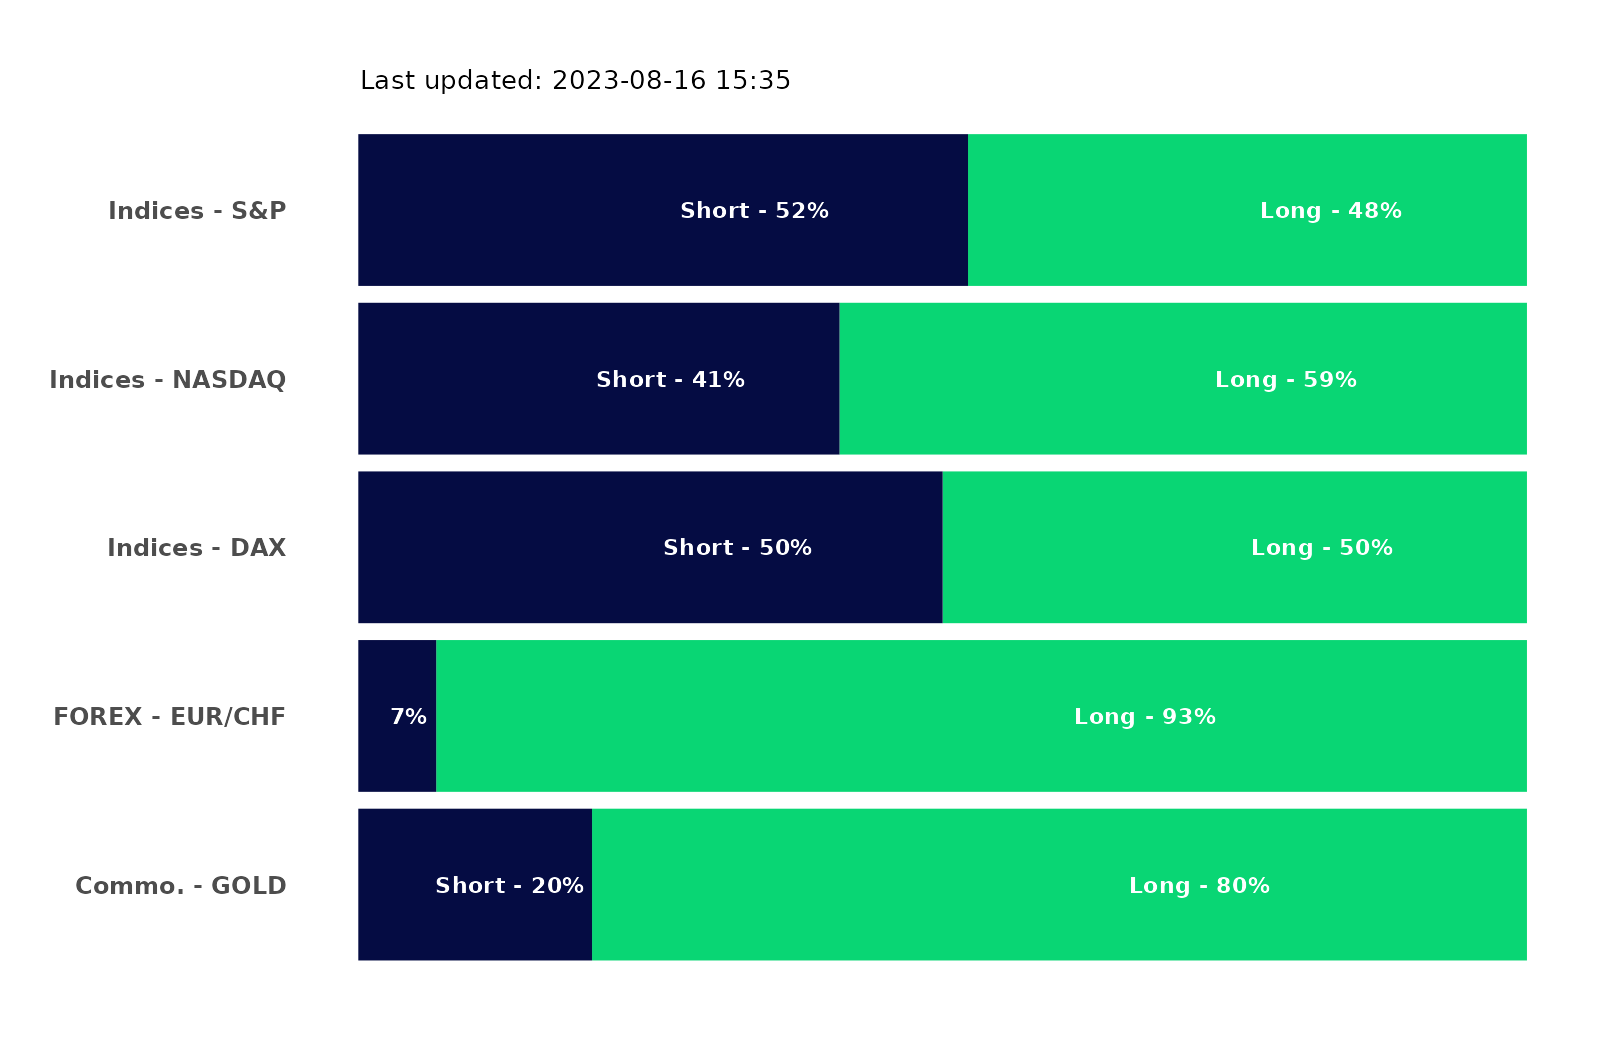 Last updated: 2023-08-16 15:35
Indices - S&P
Short - 52%
Long - 48%
Indices - NASDAQ
Short - 41%
Long - 59%
Indices - DAX
Short - 50%
Long - 50%
FOREX - EUR/CHF
7%
Long - 93%
Commo. - GOLD
Short - 20%
Long - 80%